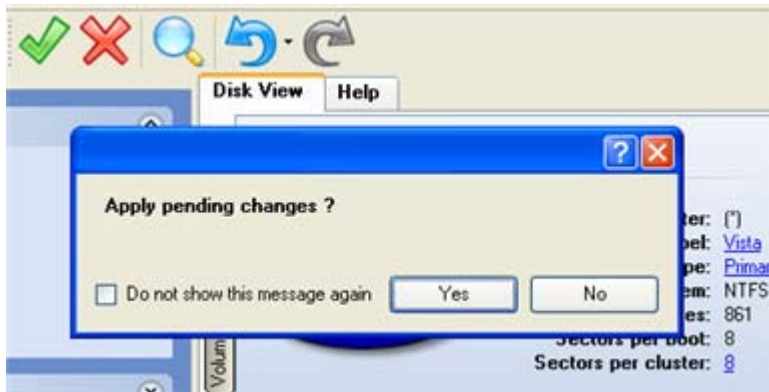 Disk View Help
?
Apply pending changes ?
ter: (*)
bel: Vista
pe: Primar
Do not show this message again Yes No
em: NTFS
es: 861
Sectors per boot: 8
Sectors per cluster: 8
Volum